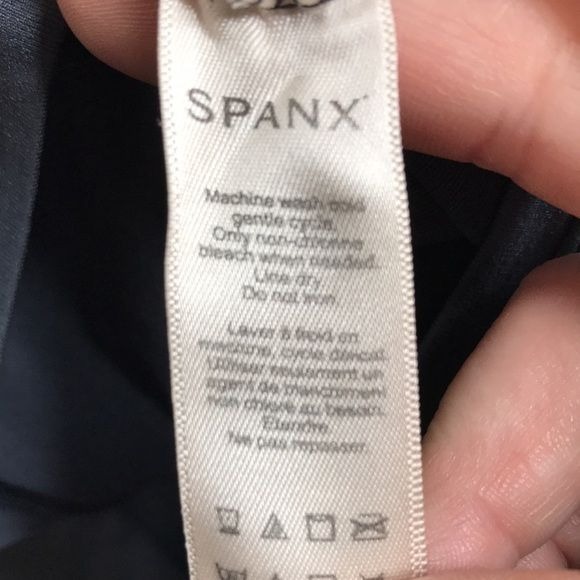 SPANX
Machine wash cold
gentle cycle.
Only non-chlorine
bleach when needed.
Line dry.
Do not iron.
Laver à froid en
machine, cycle délicat.
Utiliser seulement un
agent de blanchiment
non chloré au besoin.
Étendre.
Ne pas repasser.